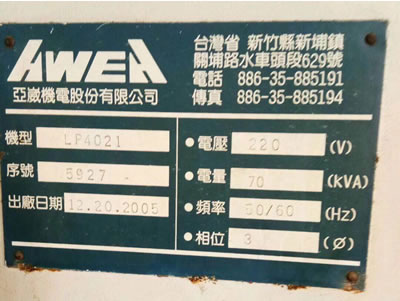 AWEA
亞崴機電股份有限公司
台灣省 新竹縣新埔鎮
關埔路水車頭段629號
電話 886-35-885191
傳真 886-35-885194
機型 LP4021
序號 5927 -
出廠日期 12.20.2005
•電壓 220 (V)
•電量 70 (KVA)
•頻率 50/60 (Hz)
•相位 3 (Ø)